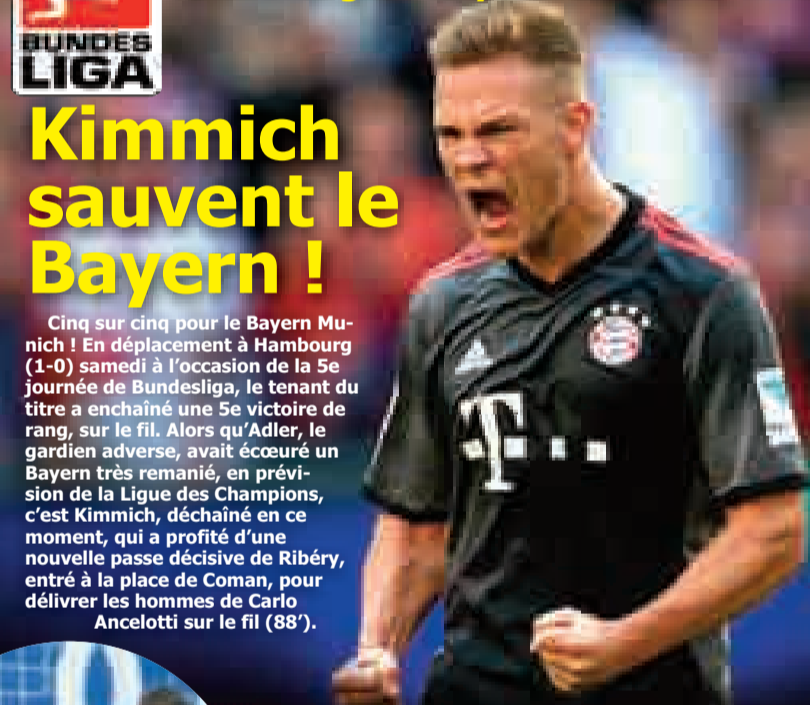 BUNDES
LIGA
Kimmich
sauvent le
Bayern !
Cinq sur cinq pour le Bayern Mu-
nich ! En déplacement à Hambourg
(1-0) samedi à l'occasion de la 5e
journée de Bundesliga, le tenant du
titre a enchaîné une 5e victoire de
rang, sur le fil. Alors qu'Adler, le
gardien adverse, avait écœuré un
Bayern très remanié, en prévi-
sion de la Ligue des Champions,
c'est Kimmich, déchaîné en ce
moment, qui a profité d'une
nouvelle passe décisive de Ribéry,
entré à la place de Coman, pour
délivrer les hommes de Carlo
Ancelotti sur le fil (88').
T